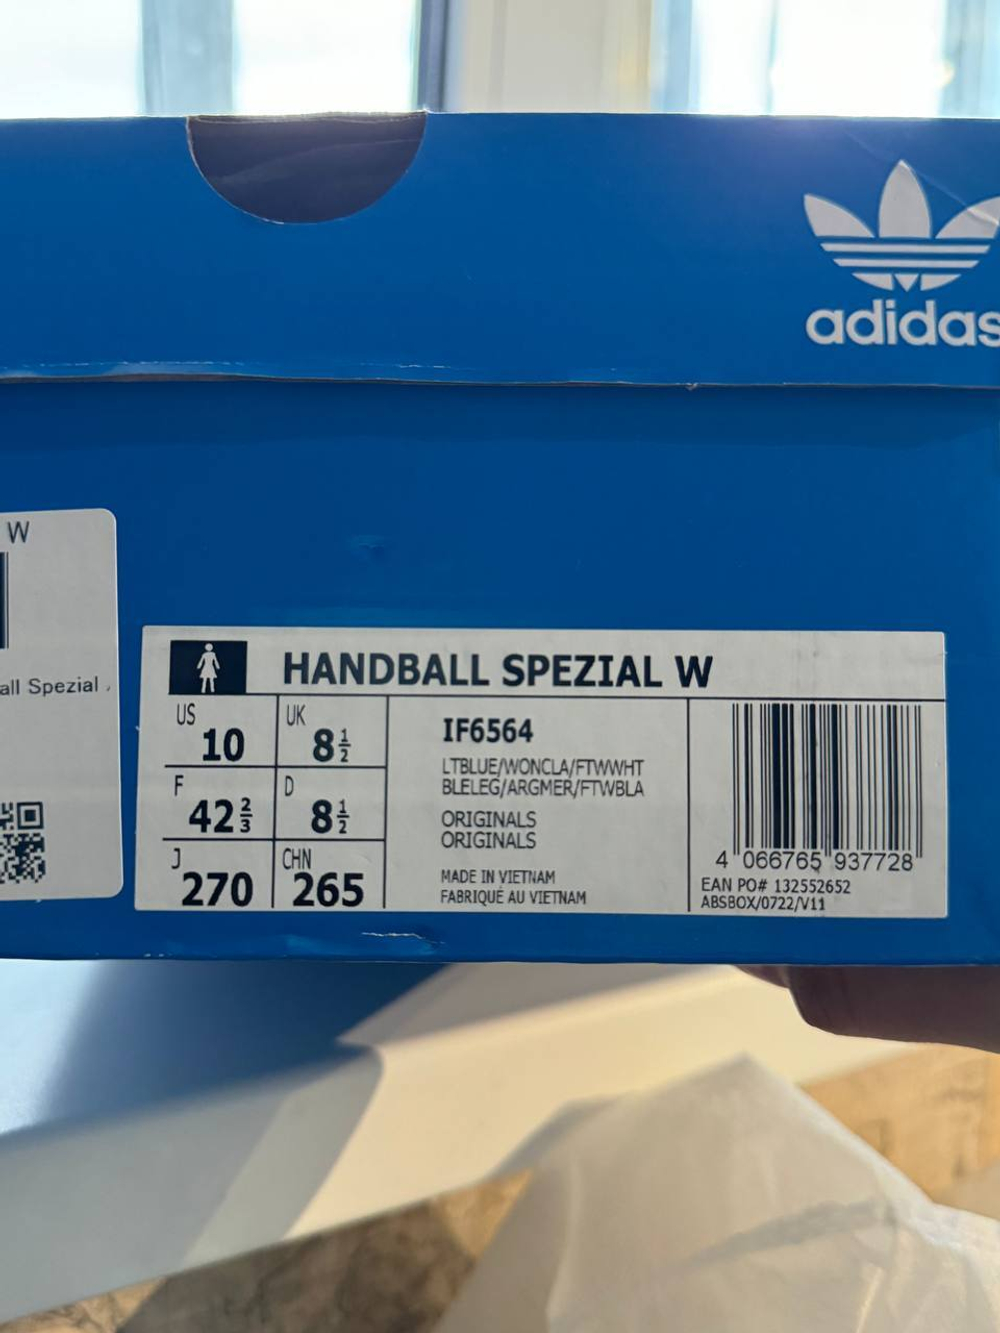 adidas
W
all Spezial
HANDBALL SPEZIAL W
US
10
UK
8½
F
42⅔
D
8½
J
270
CHN
265
IF6564
LTBLUE/WONCLA/FTWWHT
BLELEG/ARGMER/FTWBLA
ORIGINALS
ORIGINALS
MADE IN VIETNAM
FABRIQUÉ AU VIETNAM
4 066765 937728
EAN PO# 132552652
ABSBOX/0722/V11